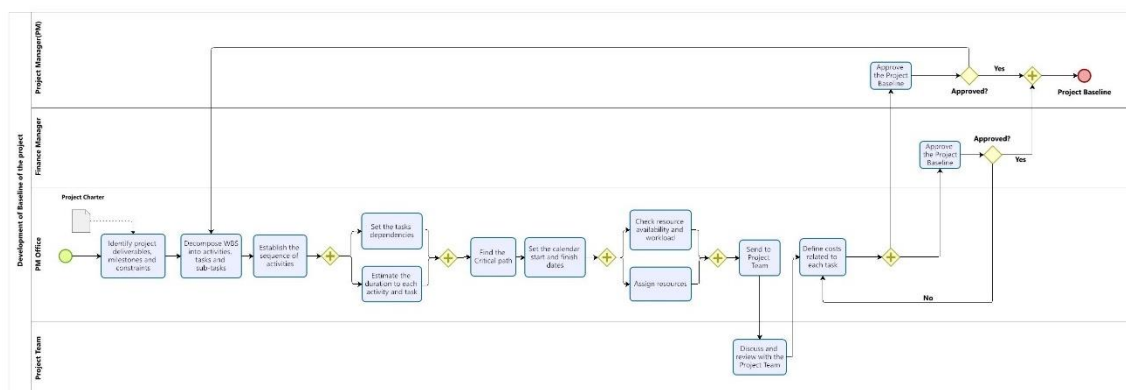 Development of Baseline of the project
Project Manager(PM)
Approve
the Project
Baseline
Approved?
Yes
Project Baseline
Finance Manager
Approve
the Project
Baseline
Approved?
Yes
PM Office
Project Charter
Identify project
deliverables,
milestones and
constraints
Decompose WBS
into activities,
tasks and
sub-tasks
Establish the
sequence of
activities
Set the tasks
dependencies
Estimate the
duration to each
activity and task
Find the
Critical path
Set the calendar
start and finish
dates
Check resource
availability and
workload
Assign resources
Send to
Project
Team
Define costs
related to
each task
No
Project Team
Discuss and
review with the
Project Team